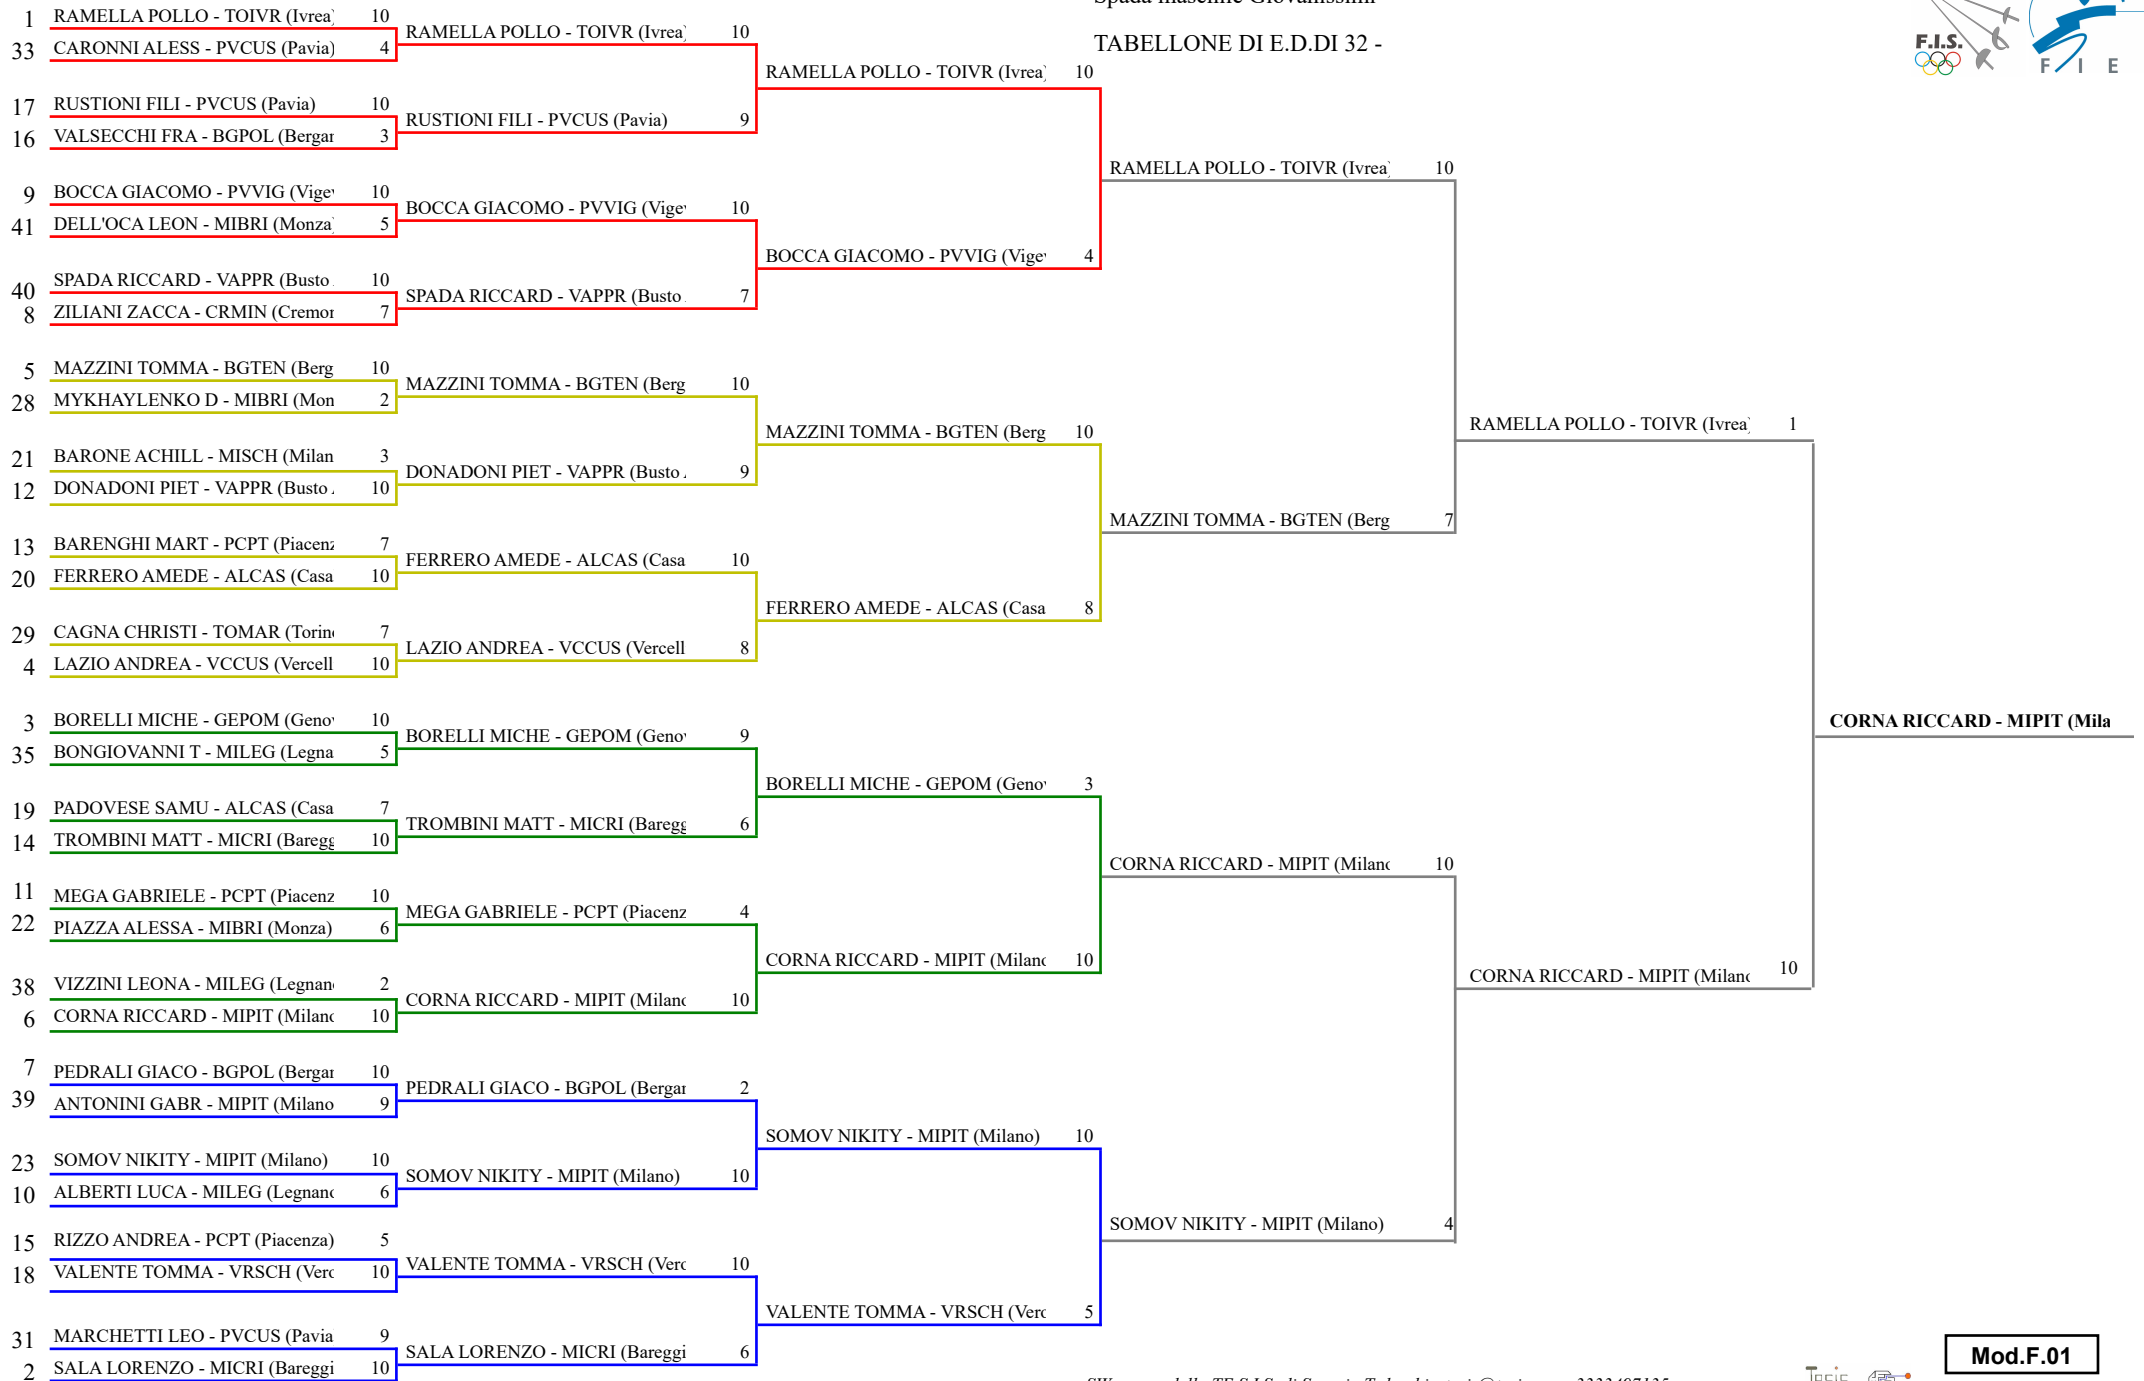 Spada maschile Giovanissimi
TABELLONE DI E.D.DI 32 -
F.I.S.
F I E
1 RAMELLA POLLO - TOIVR (Ivrea) 10
33 CARONNI ALESS - PVCUS (Pavia) 4
17 RUSTIONI FILI - PVCUS (Pavia) 10
16 VALSECCHI FRA - BGPOL (Bergar 3
9 BOCCA GIACOMO - PVVIG (Vige 10
41 DELL'OCA LEON - MIBRI (Monza) 5
40 SPADA RICCARD - VAPPR (Busto 10
8 ZILIANI ZACCA - CRMIN (Cremor 7
5 MAZZINI TOMMA - BGTEN (Berg 10
28 MYKHAYLENKO D - MIBRI (Mon 2
21 BARONE ACHILL - MISCH (Milan 3
12 DONADONI PIET - VAPPR (Busto 10
13 BARENGHI MART - PCPT (Piacenz 7
20 FERRERO AMEDE - ALCAS (Casa 10
29 CAGNA CHRISTI - TOMAR (Torin 7
4 LAZIO ANDREA - VCCUS (Vercell 10
3 BORELLI MICHE - GEPOM (Geno 10
35 BONGIOVANNI T - MILEG (Legna 5
19 PADOVESE SAMU - ALCAS (Casa 7
14 TROMBINI MATT - MICRI (Baregg 10
11 MEGA GABRIELE - PCPT (Piacenz 10
22 PIAZZA ALESSA - MIBRI (Monza) 6
38 VIZZINI LEONA - MILEG (Legnan 2
6 CORNA RICCARD - MIPIT (Milano 10
7 PEDRALI GIACO - BGPOL (Bergar 10
39 ANTONINI GABR - MIPIT (Milano 9
23 SOMOV NIKITY - MIPIT (Milano) 10
10 ALBERTI LUCA - MILEG (Legnano 6
15 RIZZO ANDREA - PCPT (Piacenza) 5
18 VALENTE TOMMA - VRSCH (Vero 10
31 MARCHETTI LEO - PVCUS (Pavia 9
2 SALA LORENZO - MICRI (Bareggi 10
RAMELLA POLLO - TOIVR (Ivrea) 10
RUSTIONI FILI - PVCUS (Pavia) 9
BOCCA GIACOMO - PVVIG (Vige 10
SPADA RICCARD - VAPPR (Busto 7
MAZZINI TOMMA - BGTEN (Berg 10
DONADONI PIET - VAPPR (Busto 9
FERRERO AMEDE - ALCAS (Casa 10
LAZIO ANDREA - VCCUS (Vercell 8
BORELLI MICHE - GEPOM (Geno 9
TROMBINI MATT - MICRI (Baregg 6
MEGA GABRIELE - PCPT (Piacenz 4
CORNA RICCARD - MIPIT (Milano 10
PEDRALI GIACO - BGPOL (Bergar 2
SOMOV NIKITY - MIPIT (Milano) 10
VALENTE TOMMA - VRSCH (Vero 10
SALA LORENZO - MICRI (Bareggi 6
RAMELLA POLLO - TOIVR (Ivrea) 10
BOCCA GIACOMO - PVVIG (Vige 4
MAZZINI TOMMA - BGTEN (Berg 10
FERRERO AMEDE - ALCAS (Casa 8
BORELLI MICHE - GEPOM (Geno 3
CORNA RICCARD - MIPIT (Milano 10
SOMOV NIKITY - MIPIT (Milano) 10
VALENTE TOMMA - VRSCH (Vero 5
RAMELLA POLLO - TOIVR (Ivrea) 10
MAZZINI TOMMA - BGTEN (Berg 7
CORNA RICCARD - MIPIT (Milano 10
SOMOV NIKITY - MIPIT (Milano) 4
RAMELLA POLLO - TOIVR (Ivrea) 1
CORNA RICCARD - MIPIT (Milano 10
CORNA RICCARD - MIPIT (Mila
Mod.F.01